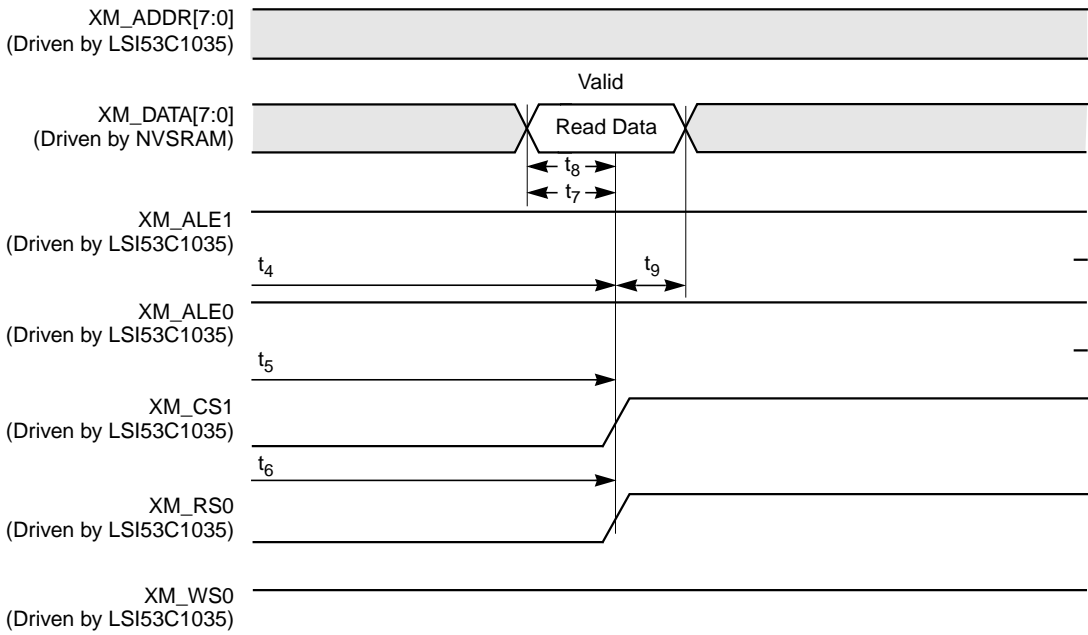 XM_ADDR[7:0]
(Driven by LSI53C1035)
Valid
XM_DATA[7:0]
(Driven by NVSRAM)
Read Data
t8
t7
XM_ALE1
(Driven by LSI53C1035)
t4
t9
XM_ALE0
(Driven by LSI53C1035)
t5
XM_CS1
(Driven by LSI53C1035)
t6
XM_RS0
(Driven by LSI53C1035)
XM_WS0
(Driven by LSI53C1035)